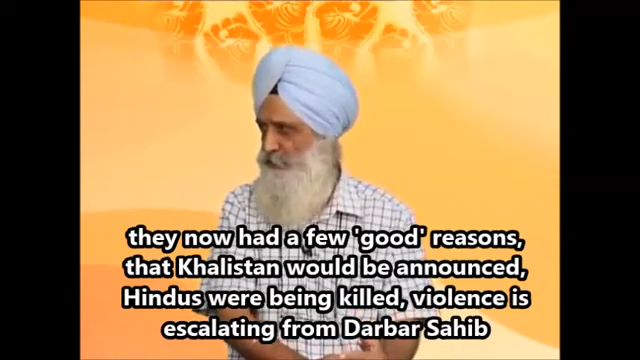 they now had a few 'good' reasons,
that Khalistan would be announced,
Hindus were being killed, violence is
escalating from Darbar Sahib